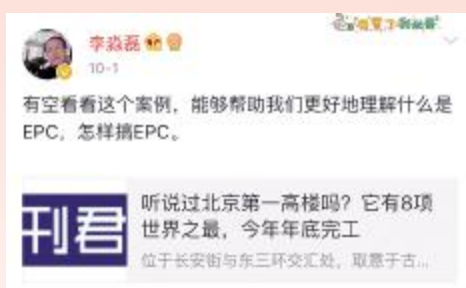 李淼磊
10-1
有空看看这个案例，能够帮助我们更好地理解什么是
EPC，怎样搞EPC。
刊君
听说过北京第一高楼吗？它有8项
世界之最，今年年底完工
位于长安街与东三环交汇处，取意于古...